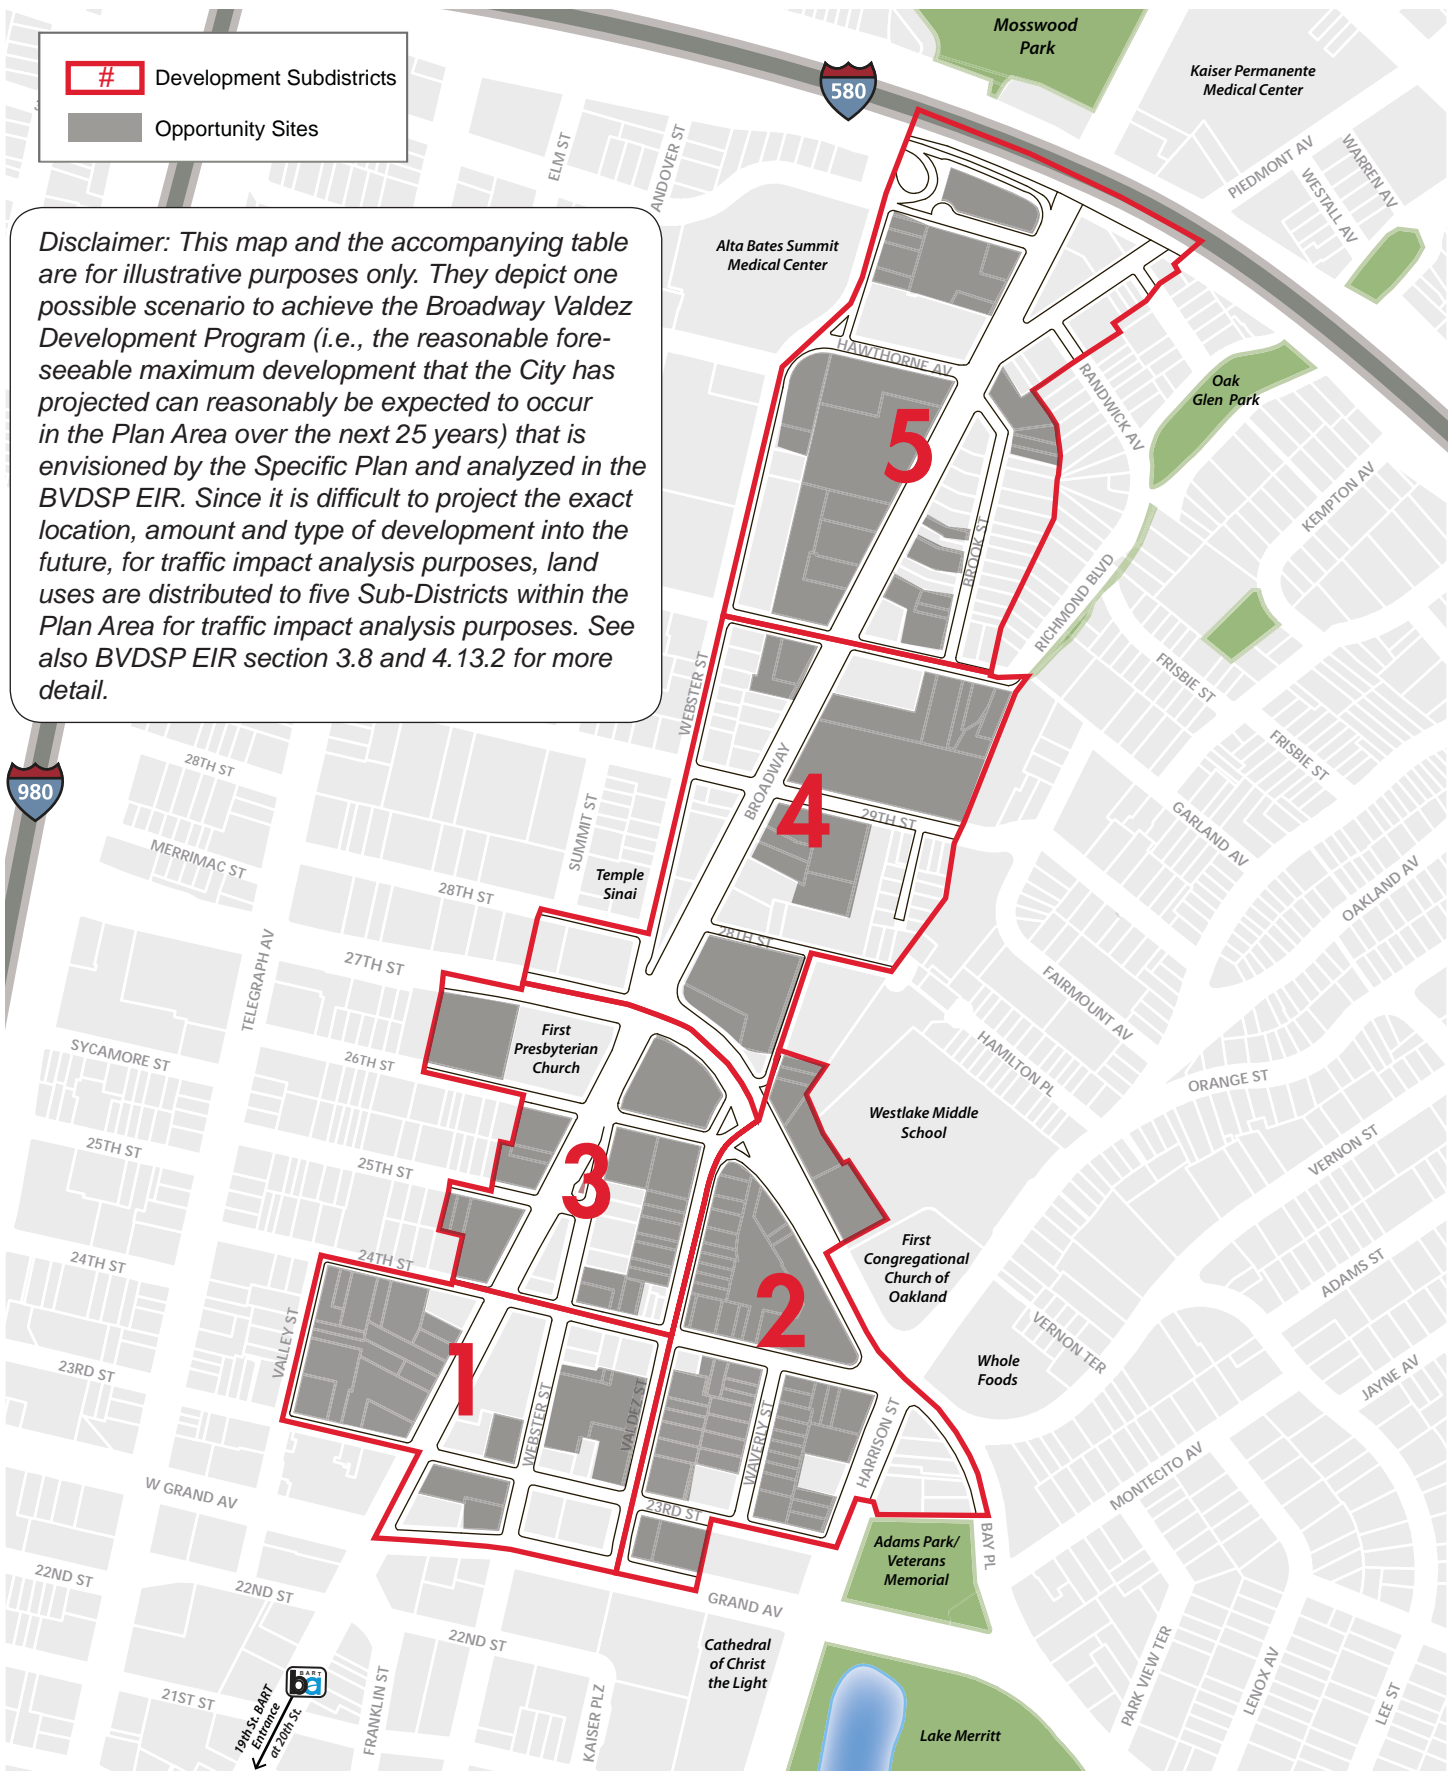 # Development Subdistricts
Opportunity Sites
Disclaimer: This map and the accompanying table
are for illustrative purposes only. They depict one
possible scenario to achieve the Broadway Valdez
Development Program (i.e., the reasonable fore-
seeable maximum development that the City has
projected can reasonably be expected to occur
in the Plan Area over the next 25 years) that is
envisioned by the Specific Plan and analyzed in the
BVDSP EIR. Since it is difficult to project the exact
location, amount and type of development into the
future, for traffic impact analysis purposes, land
uses are distributed to five Sub-Districts within the
Plan Area for traffic impact analysis purposes. See
also BVDSP EIR section 3.8 and 4.13.2 for more
detail.
Mosswood
Park
580
Kaiser Permanente
Medical Center
ELM ST
ANDOVER ST
PIEDMONT AV
WARREN AV
WESTALL AV
Alta Bates Summit
Medical Center
HAWTHORNE AV
RANDWICK AV
Oak
Glen Park
5
KEMPTON AV
BROOK ST
RICHMOND BLVD
WEBSTER ST
FRISBIE ST
FRISBIE ST
28TH ST
980
BROADWAY
4
29TH ST
GARLAND AV
MERRIMAC ST
SUMMIT ST
Temple
Sinai
28TH ST
OAKLAND AV
28TH ST
27TH ST
TELEGRAPH AV
FAIRMOUNT AV
First
Presbyterian
Church
HAMILTON PL
SYCAMORE ST
26TH ST
ORANGE ST
Westlake Middle
School
25TH ST
25TH ST
3
VERNON ST
24TH ST
24TH ST
First
Congregational
Church of
Oakland
ADAMS ST
2
VALLEY ST
VERNON TER
23RD ST
1
Whole
Foods
JAYNE AV
WEBSTER ST
VALDEZ ST
WAVERLY ST
HARRISON ST
MONTECITO AV
W GRAND AV
23RD ST
BAY PL
Adams Park/
Veterans
Memorial
22ND ST
22ND ST
GRAND AV
22ND ST
Cathedral
of Christ
the Light
PARK VIEW TER
LENOX AV
LEE ST
BART
ba
21ST ST
19th St. BART
Entrance
at 20th St.
FRANKLIN ST
KAISER PLZ
Lake Merritt